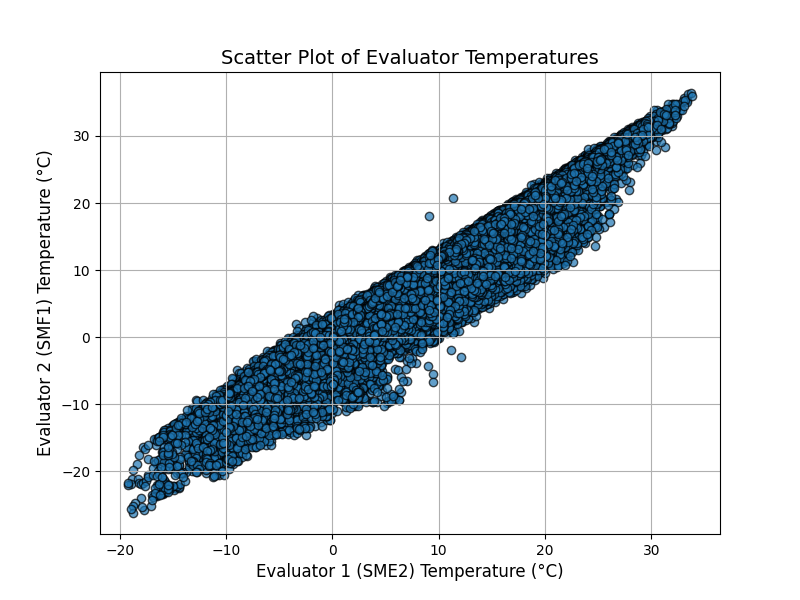 Scatter Plot of Evaluator Temperatures
Evaluator 2 (SMF1) Temperature (°C)
30
20
10
0
−10
−20
−20 −10 0 10 20 30
Evaluator 1 (SME2) Temperature (°C)